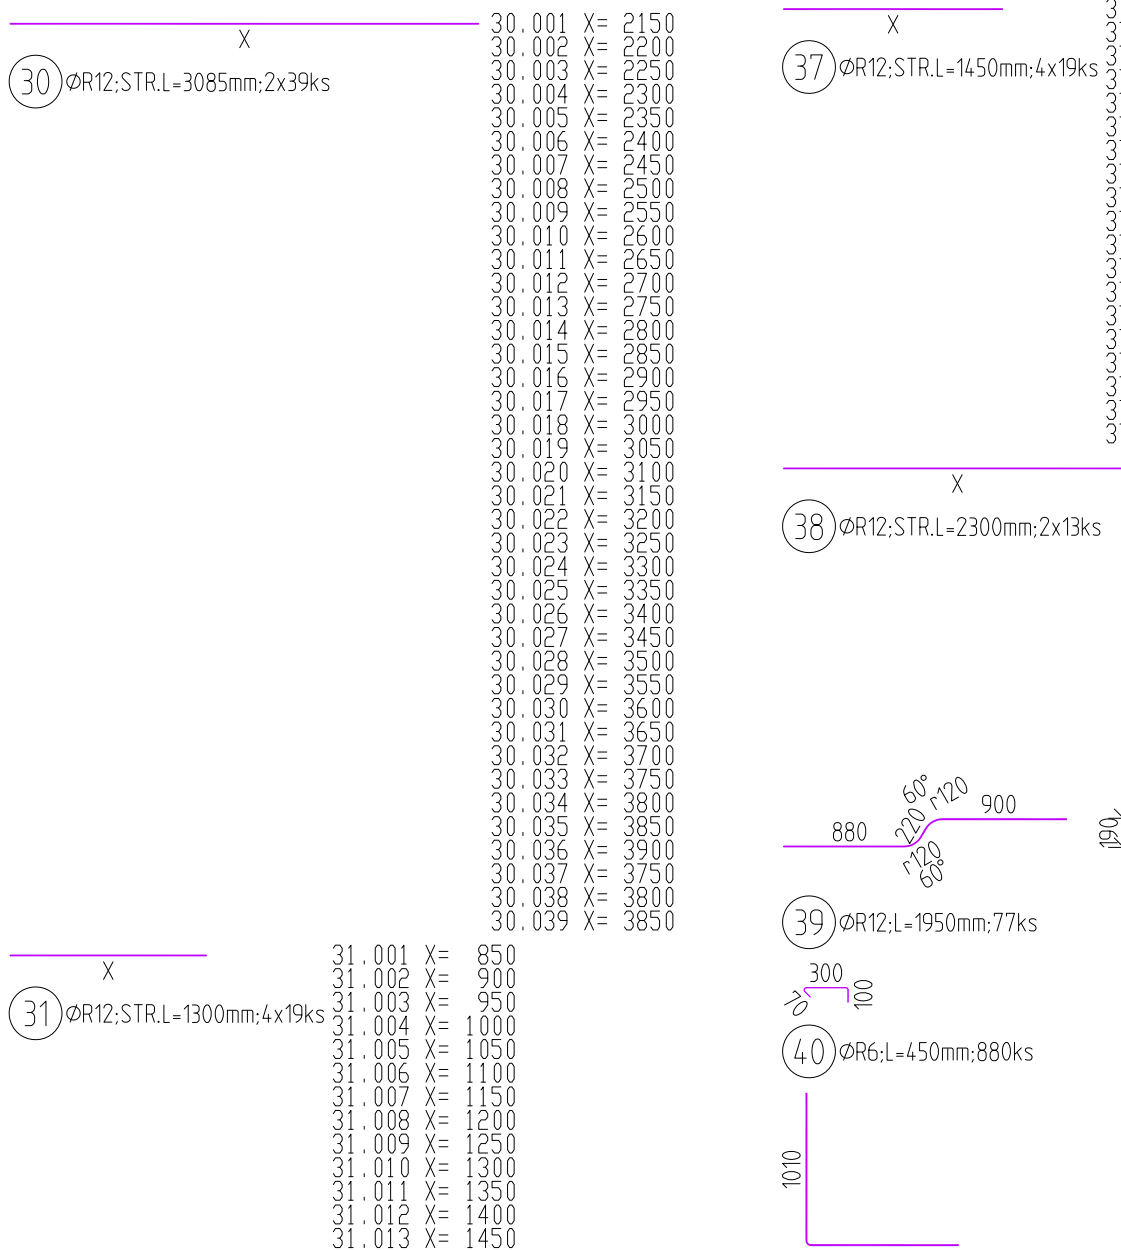 X
30 ØR12;STR.L=3085mm;2x39ks
30.001 X= 2150
30.002 X= 2200
30.003 X= 2250
30.004 X= 2300
30.005 X= 2350
30.006 X= 2400
30.007 X= 2450
30.008 X= 2500
30.009 X= 2550
30.010 X= 2600
30.011 X= 2650
30.012 X= 2700
30.013 X= 2750
30.014 X= 2800
30.015 X= 2850
30.016 X= 2900
30.017 X= 2950
30.018 X= 3000
30.019 X= 3050
30.020 X= 3100
30.021 X= 3150
30.022 X= 3200
30.023 X= 3250
30.024 X= 3300
30.025 X= 3350
30.026 X= 3400
30.027 X= 3450
30.028 X= 3500
30.029 X= 3550
30.030 X= 3600
30.031 X= 3650
30.032 X= 3700
30.033 X= 3750
30.034 X= 3800
30.035 X= 3850
30.036 X= 3900
30.037 X= 3750
30.038 X= 3800
30.039 X= 3850
X
31 ØR12;STR.L=1300mm;4x19ks
31.001 X= 850
31.002 X= 900
31.003 X= 950
31.004 X= 1000
31.005 X= 1050
31.006 X= 1100
31.007 X= 1150
31.008 X= 1200
31.009 X= 1250
31.010 X= 1300
31.011 X= 1350
31.012 X= 1400
31.013 X= 1450
X
37 ØR12;STR.L=1450mm;4x19ks
X
38 ØR12;STR.L=2300mm;2x13ks
880
220
60°
r120
900
r120
60°
190
39 ØR12;L=1950mm;77ks
300
70
100
40 ØR6;L=450mm;880ks
1010